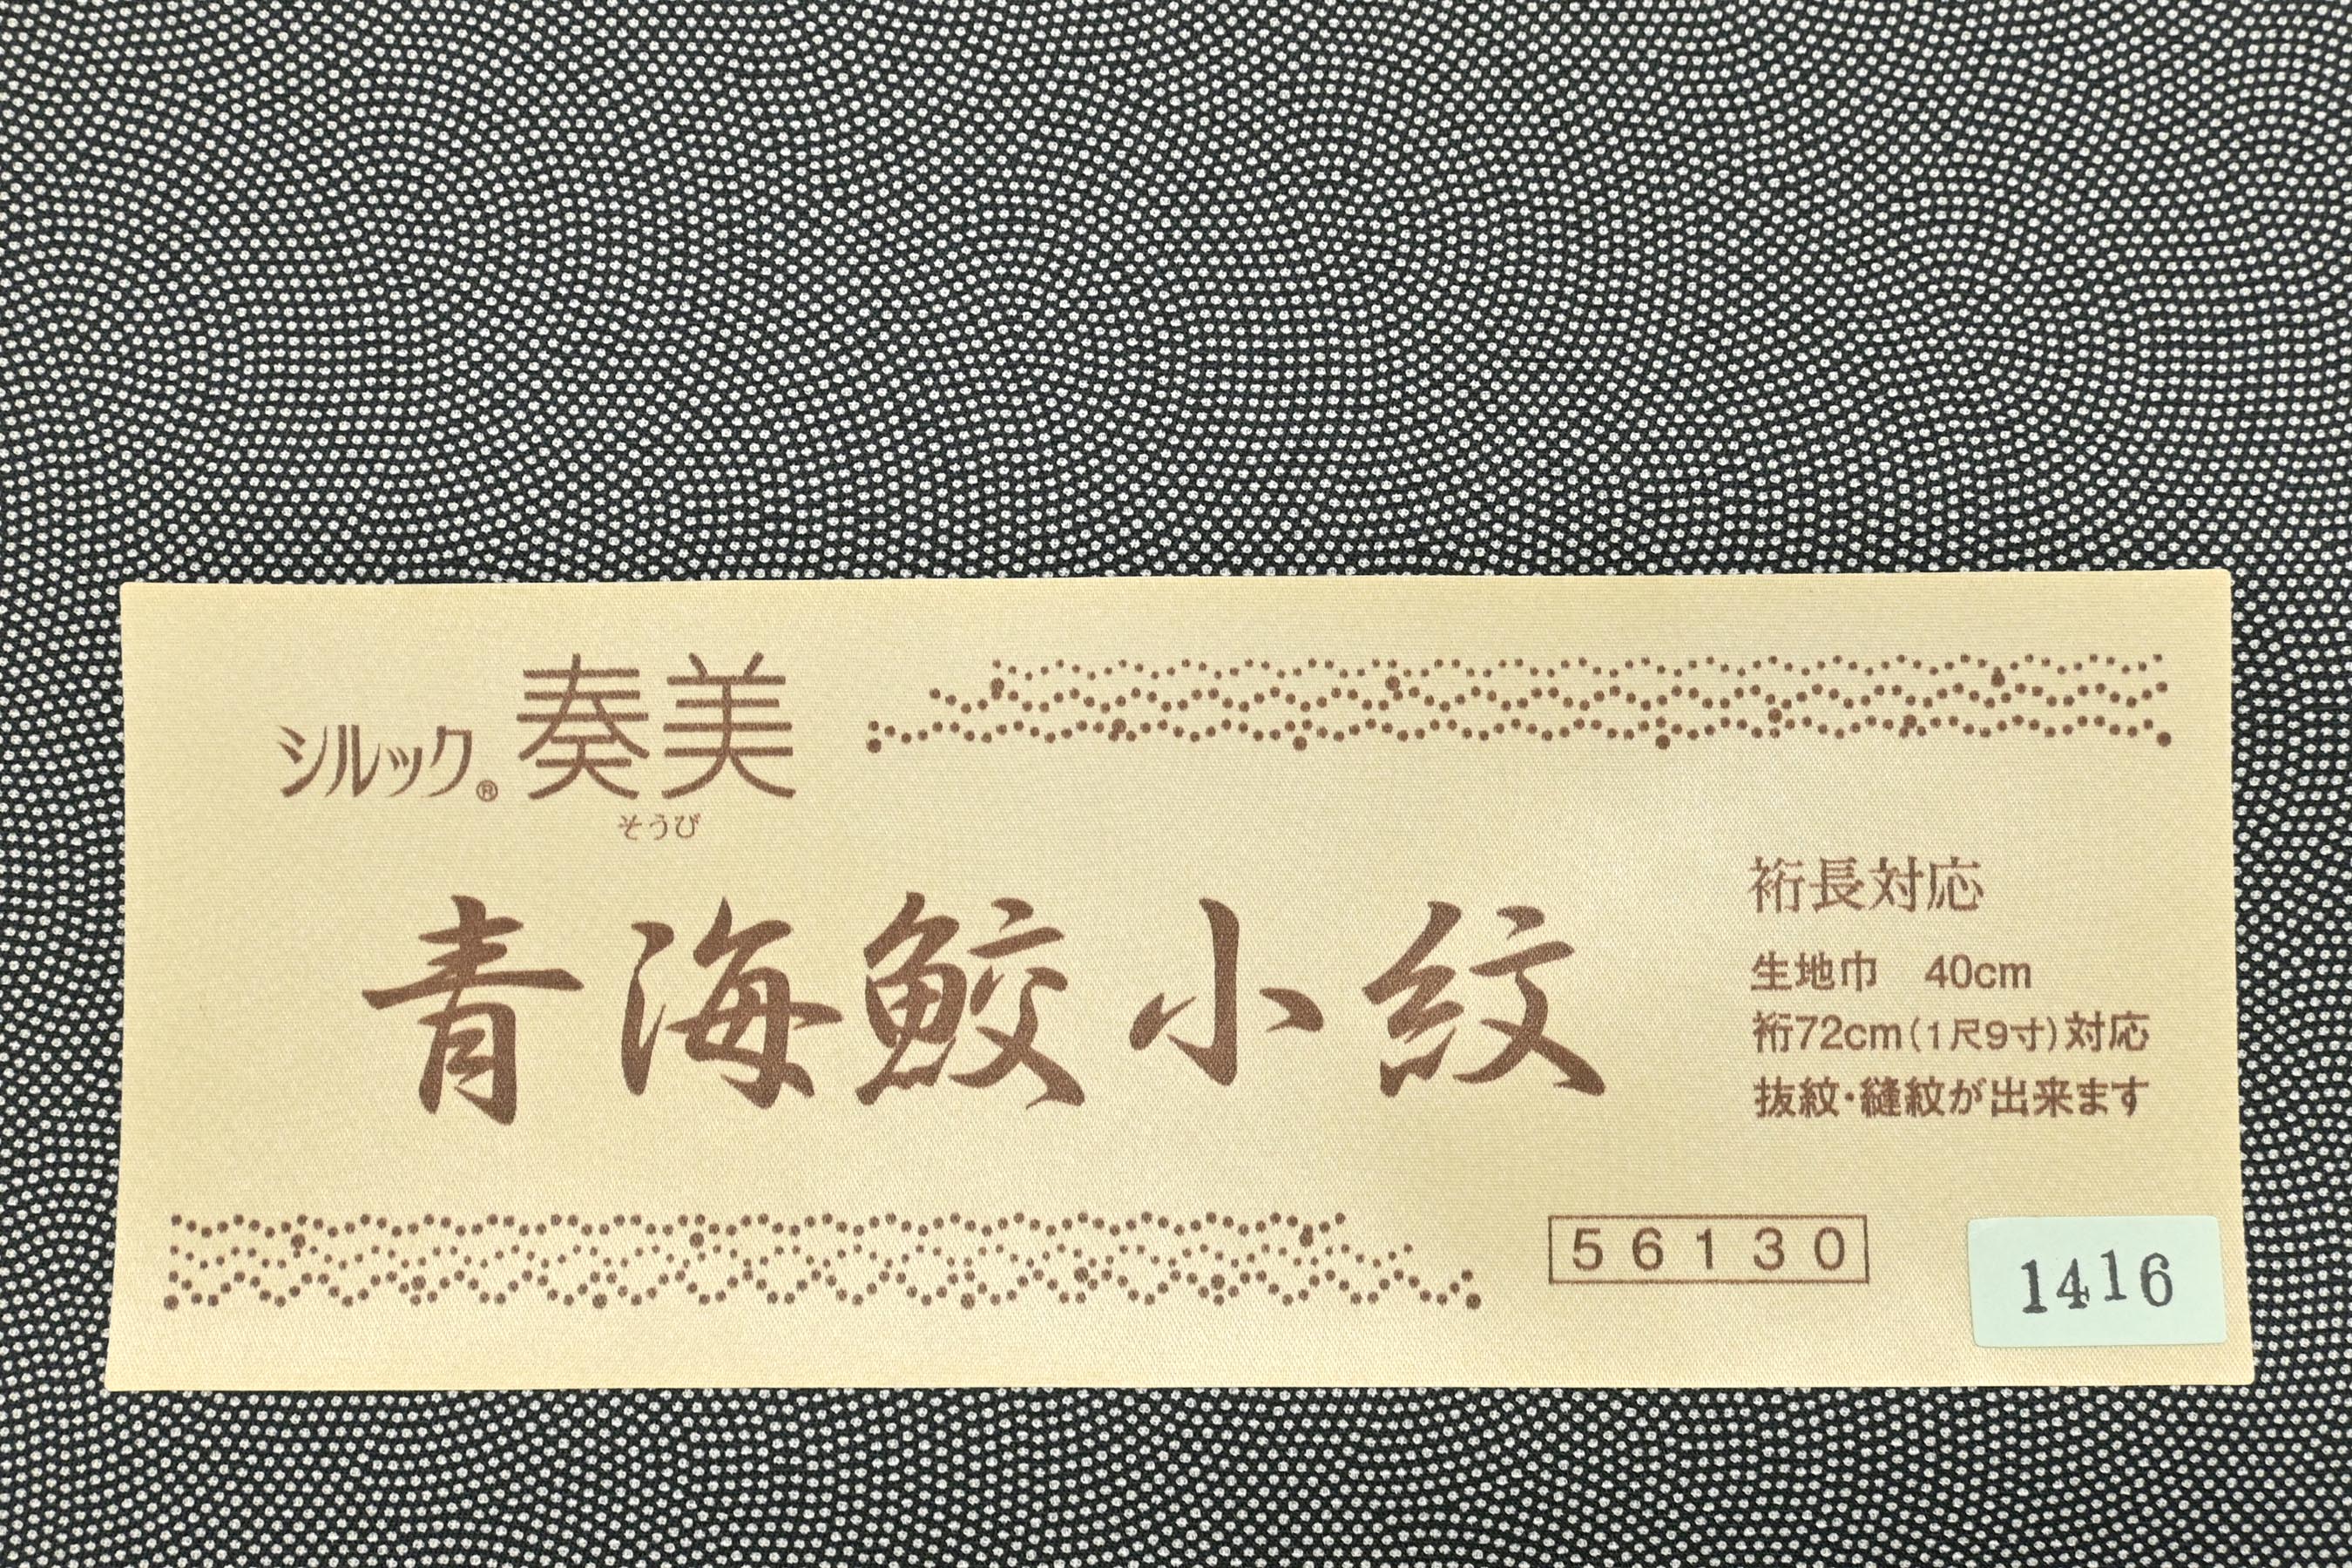 シルック® 奏美
そうび
青海鮫小紋
裄長対応
生地巾　40cm
裄72cm(1尺9寸)対応
抜紋・縫紋が出来ます
56130
1416